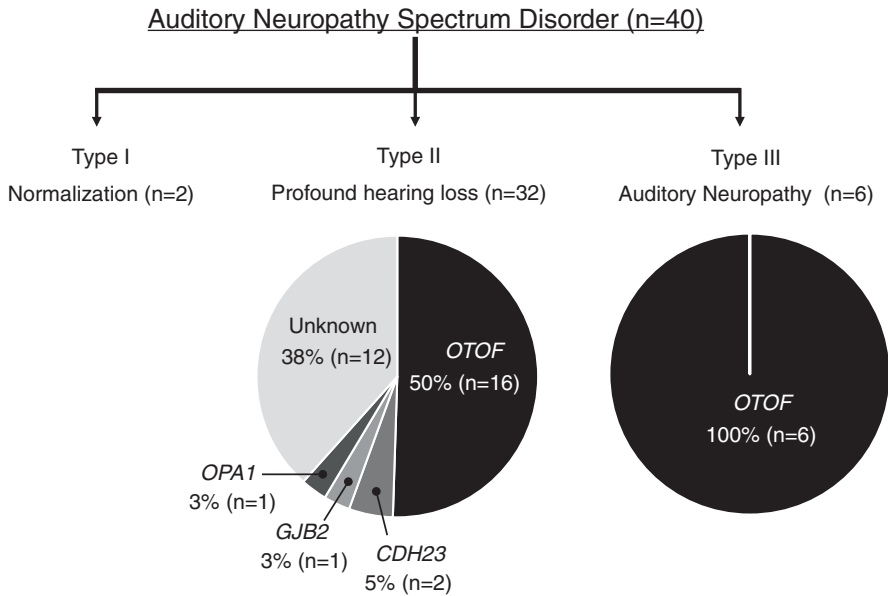 Auditory Neuropathy Spectrum Disorder (n=40)
Type I
Normalization (n=2)
Type II
Profound hearing loss (n=32)
Type III
Auditory Neuropathy (n=6)
Unknown
38% (n=12)
OTOF
50% (n=16)
OPA1
3% (n=1)
GJB2
3% (n=1)
CDH23
5% (n=2)
OTOF
100% (n=6)